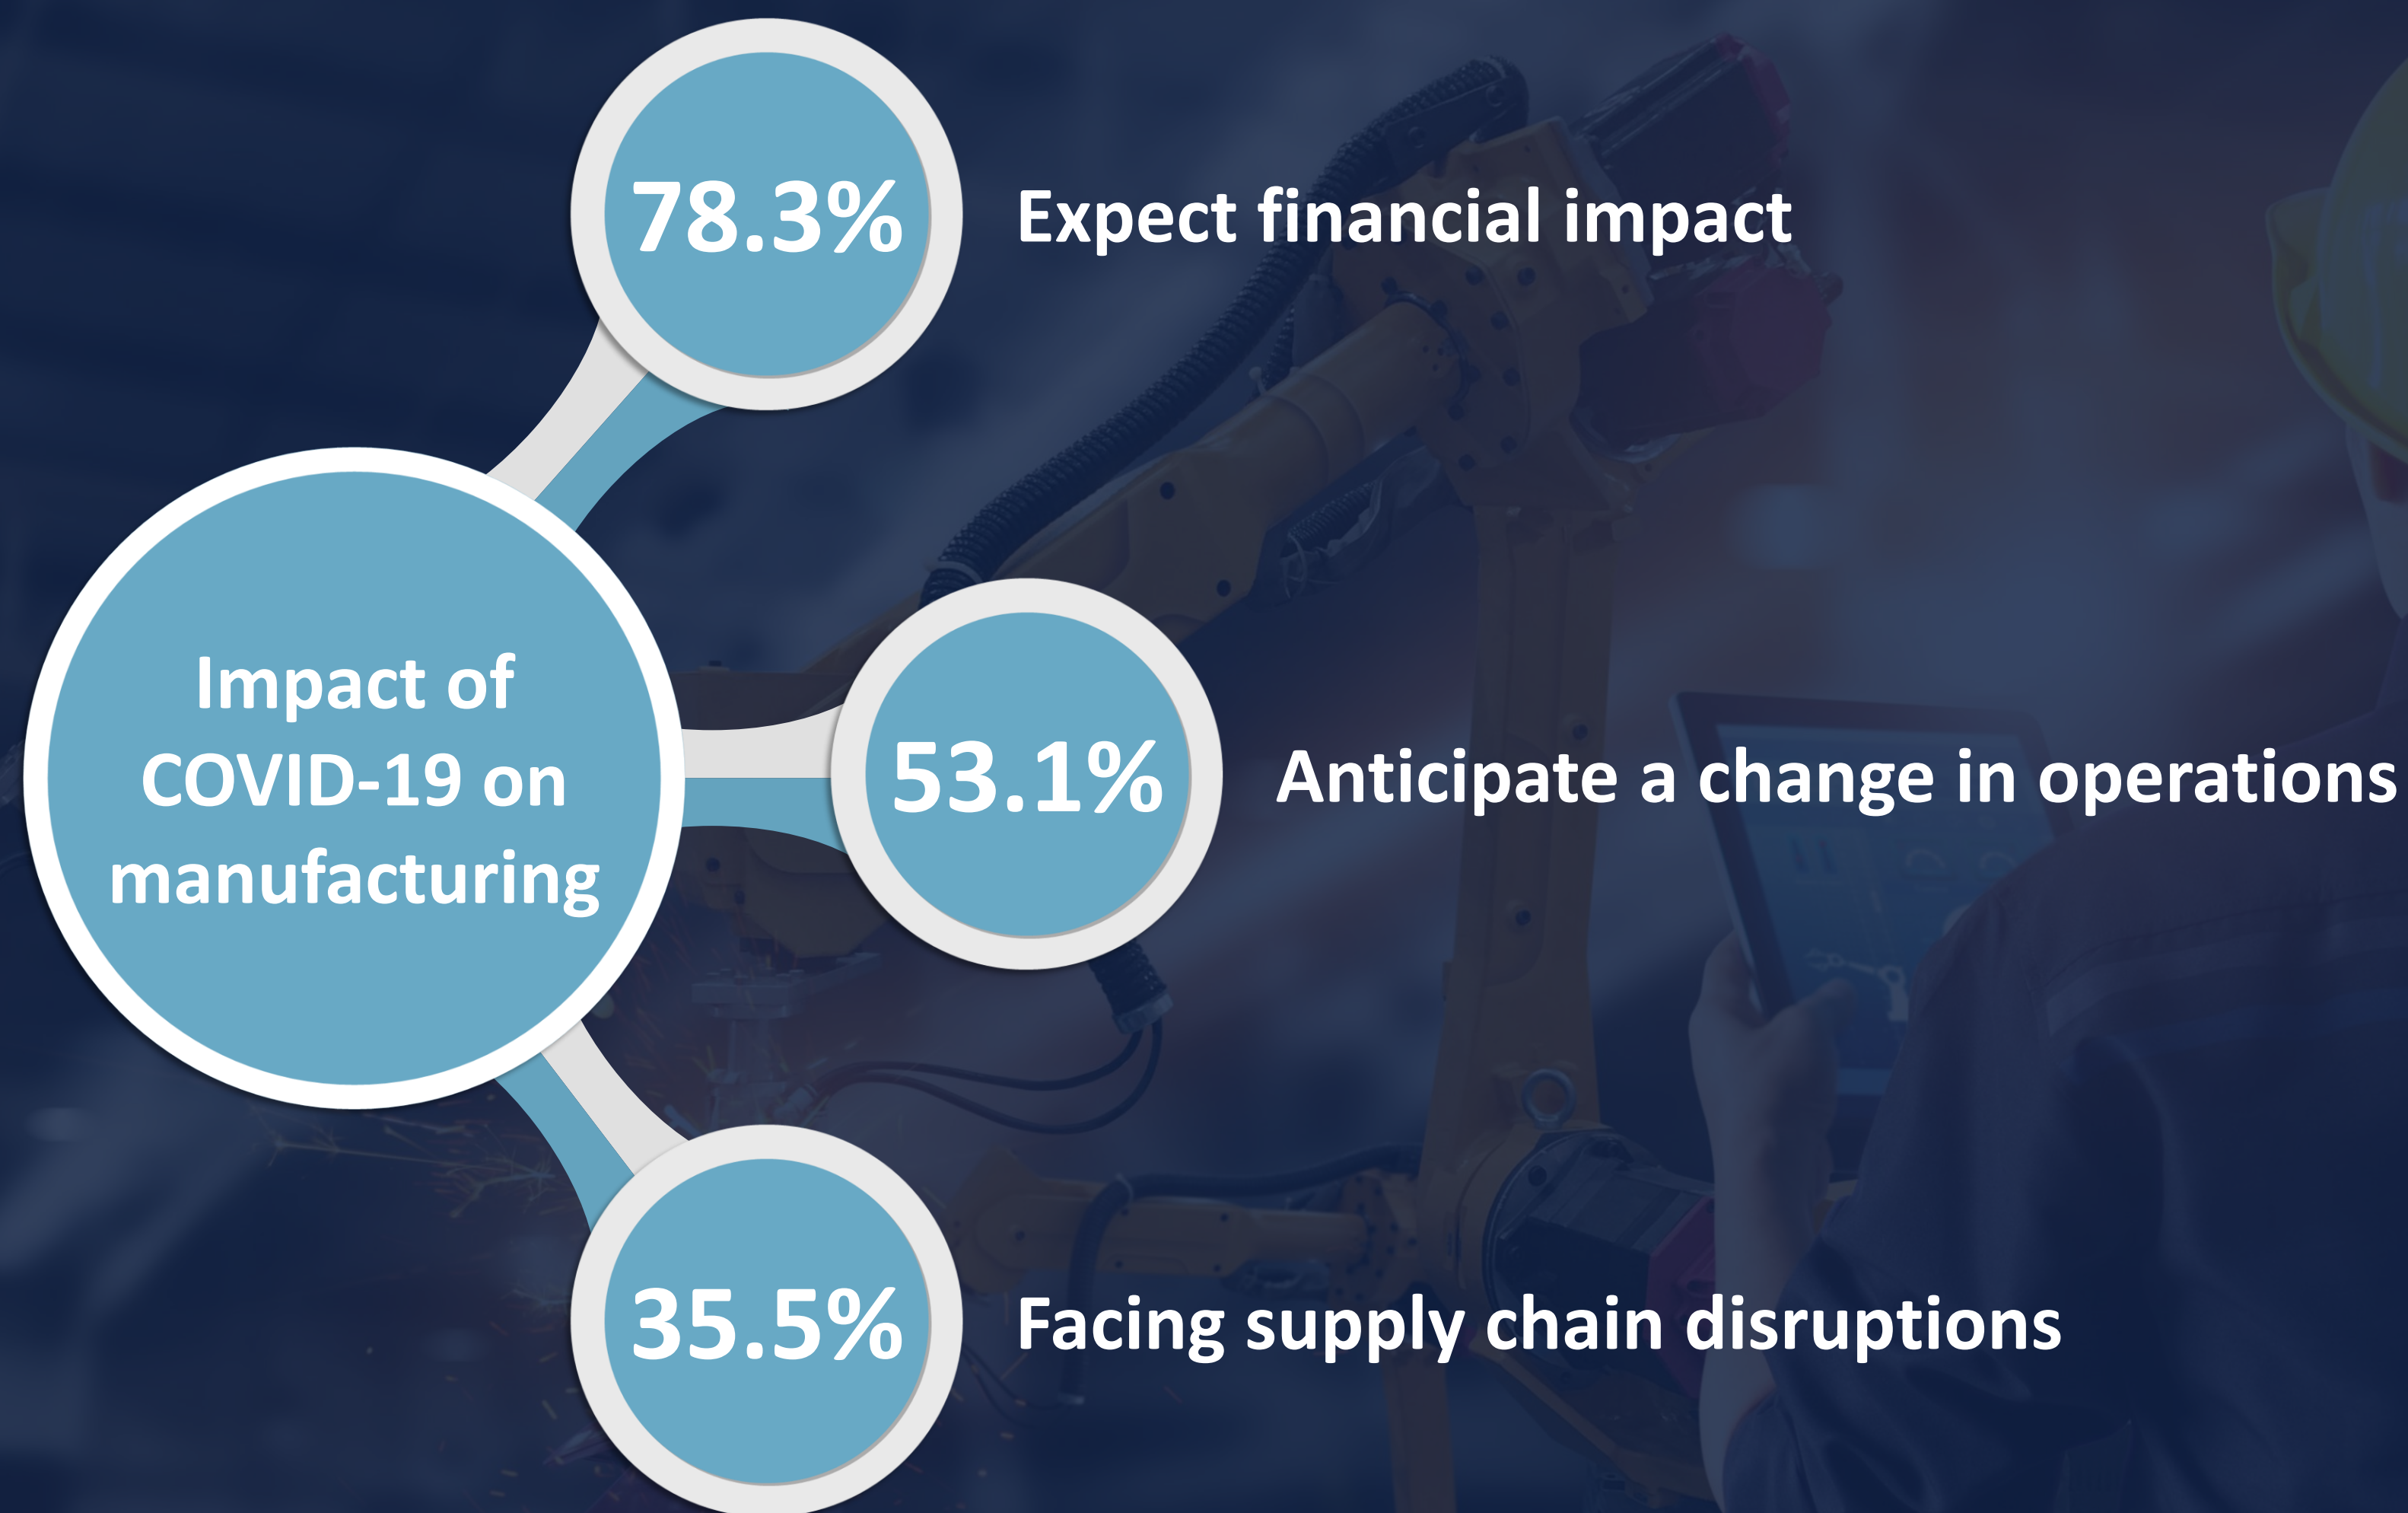 78.3%
Expect financial impact
Impact of
COVID-19 on
manufacturing
53.1%
Anticipate a change in operations
35.5%
Facing supply chain disruptions